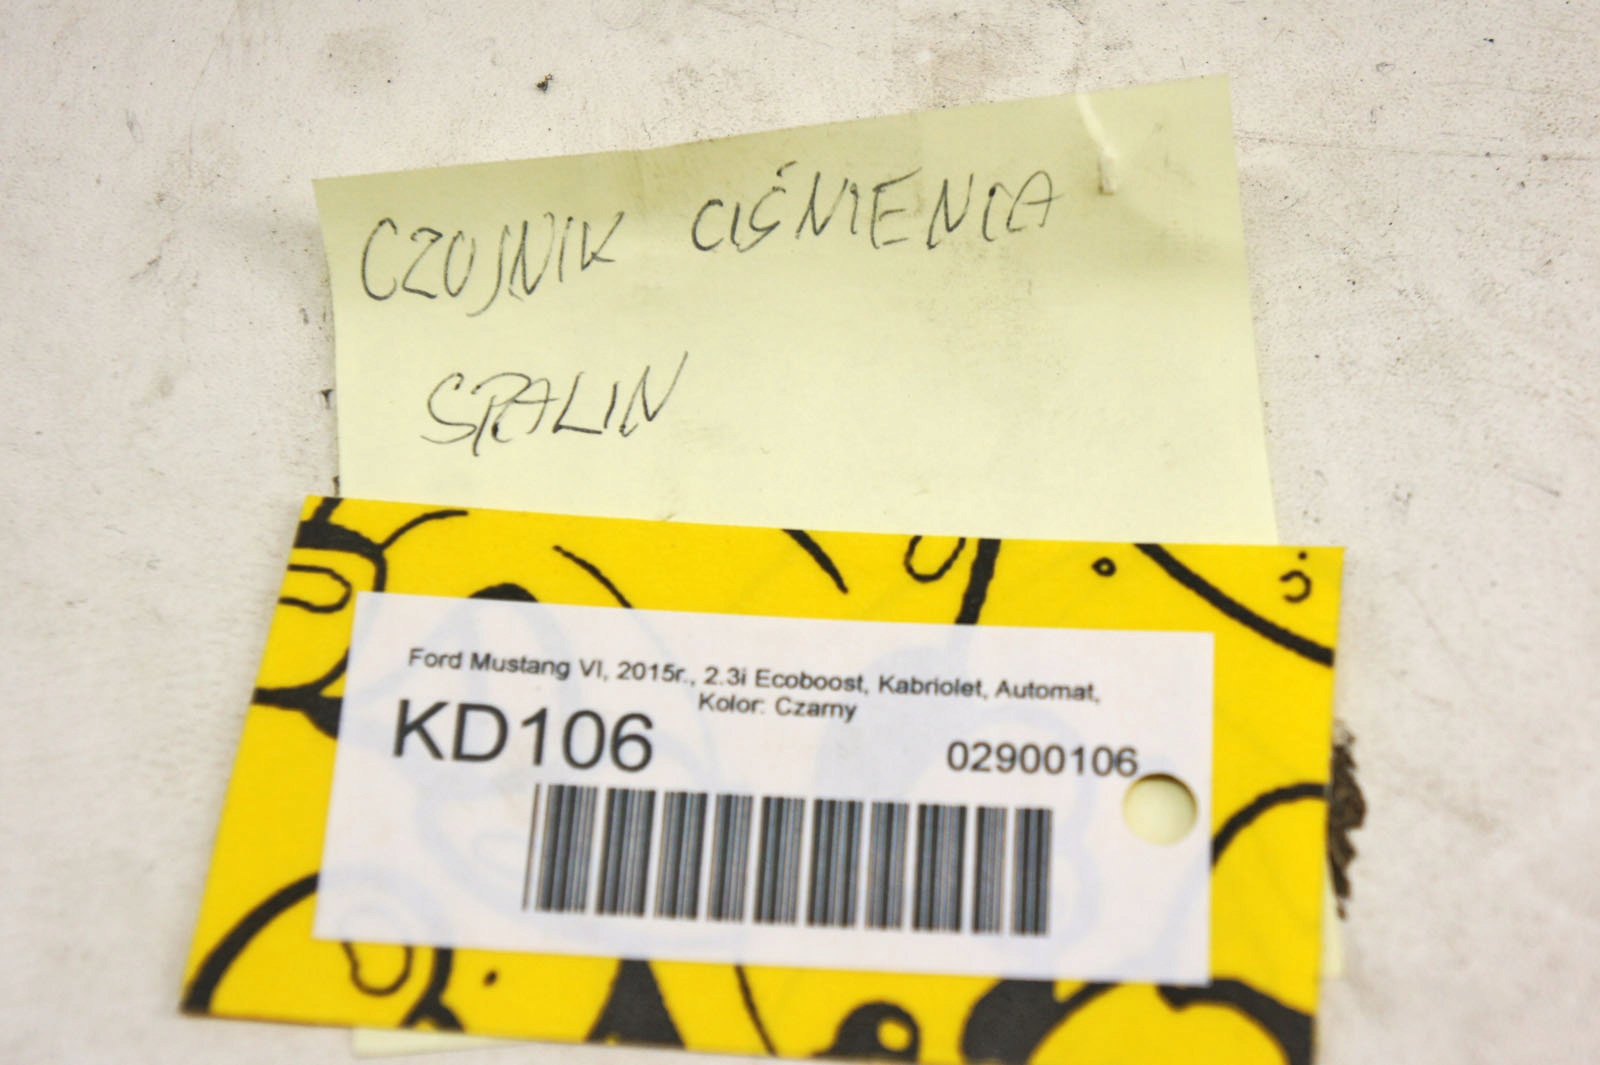 CZUJNIK CIŚNIENIA
SPALIN
Ford Mustang VI, 2015r., 2.3i Ecoboost, Kabriolet, Automat,
Kolor: Czarny
KD106
02900106